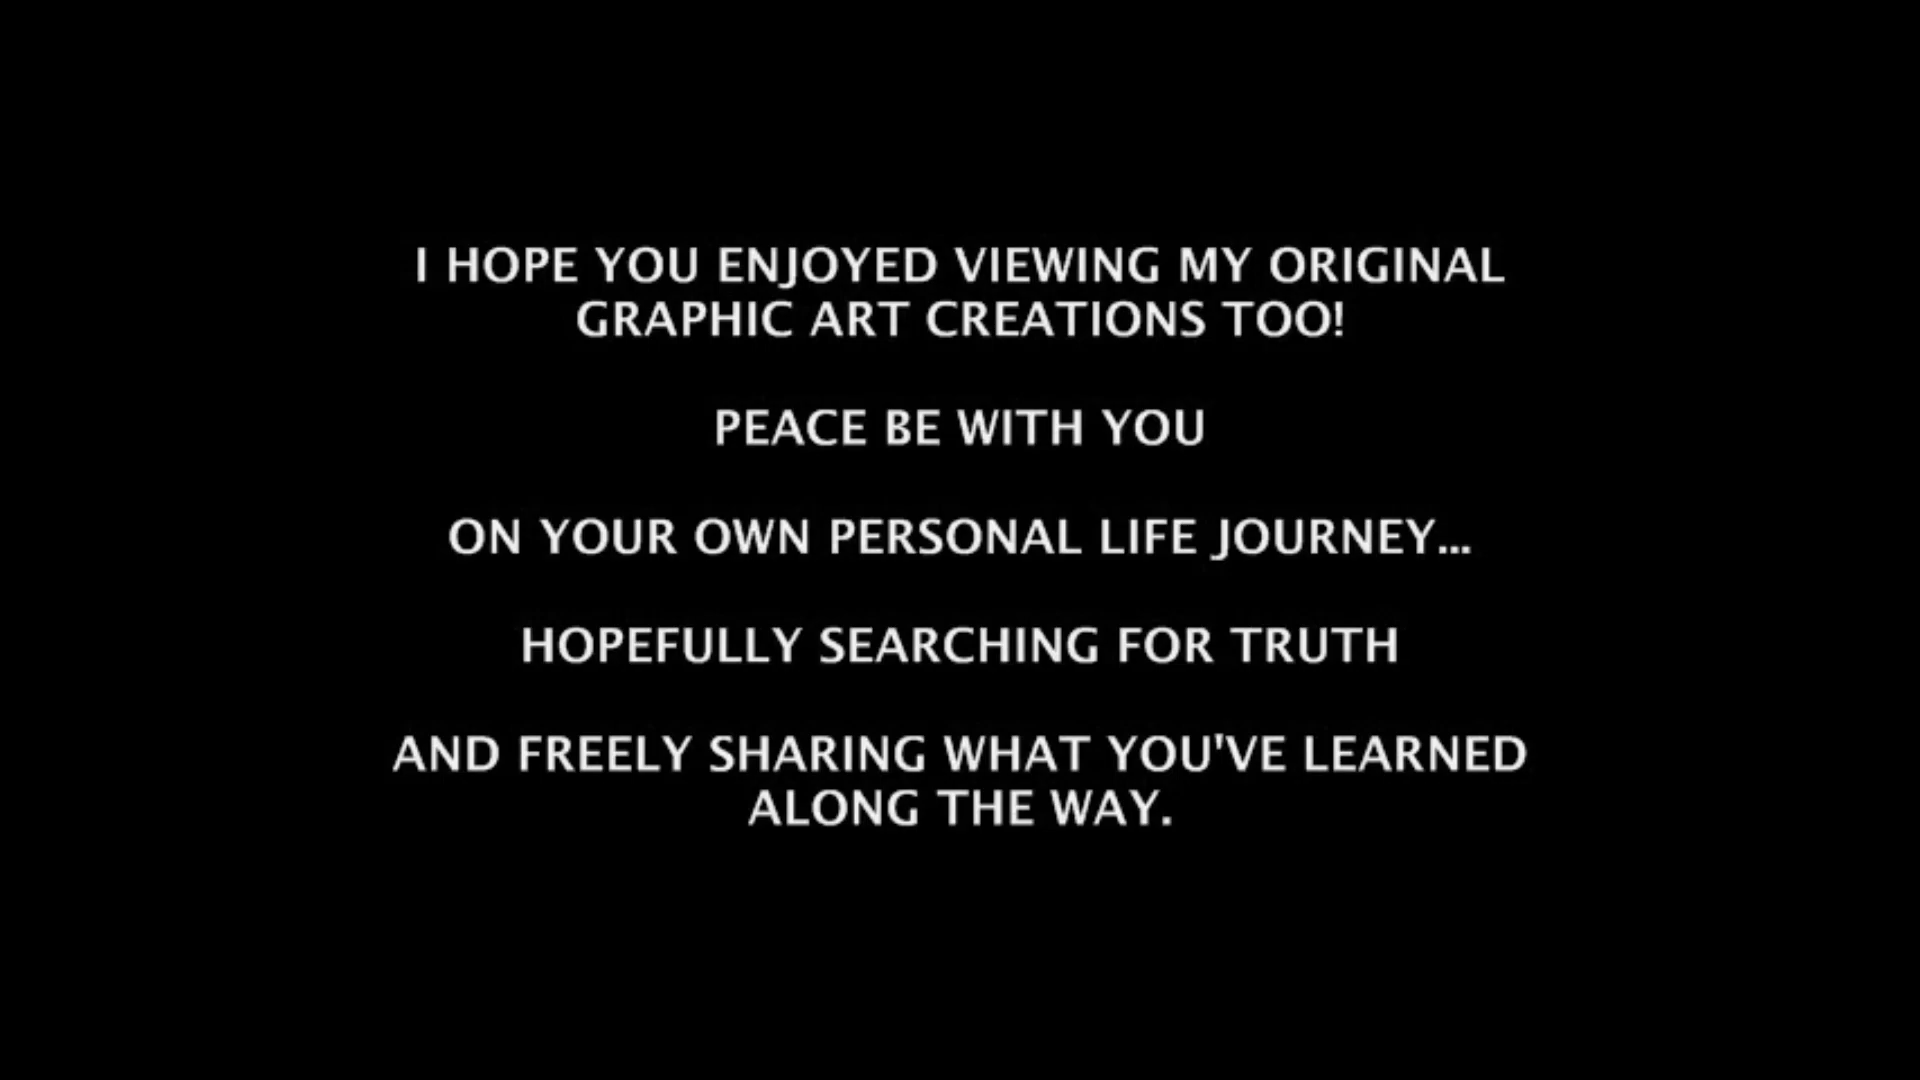 I HOPE YOU ENJOYED VIEWING MY ORIGINAL
GRAPHIC ART CREATIONS TOO!
PEACE BE WITH YOU
ON YOUR OWN PERSONAL LIFE JOURNEY...
HOPEFULLY SEARCHING FOR TRUTH
AND FREELY SHARING WHAT YOU'VE LEARNED
ALONG THE WAY.